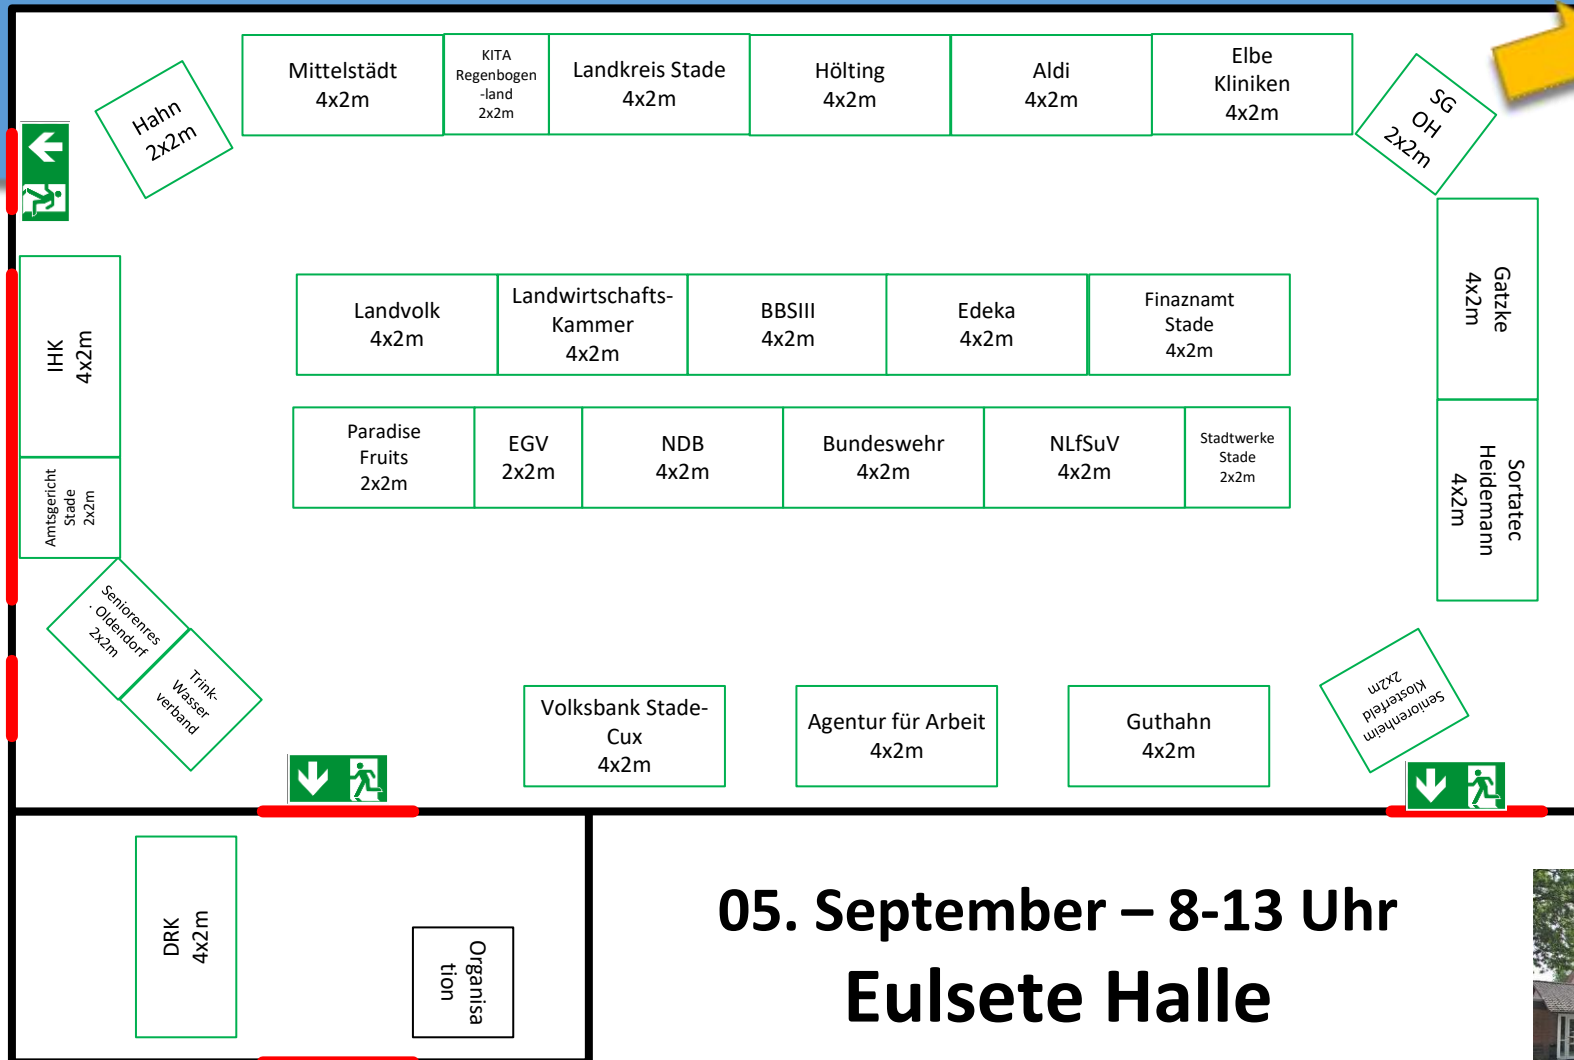 Mittelstädt
4x2m
KITA
Regenbogen
-land
2x2m
Landkreis Stade
4x2m
Hölting
4x2m
Aldi
4x2m
Elbe
Kliniken
4x2m
Hahn
2x2m
SG
OH
2x2m
Gatzke
4x2m
IHK
4x2m
Landvolk
4x2m
Landwirtschafts-
Kammer
4x2m
BBSIII
4x2m
Edeka
4x2m
Finaznamt
Stade
4x2m
Paradise
Fruits
2x2m
EGV
2x2m
NDB
4x2m
Bundeswehr
4x2m
NLfSuV
4x2m
Stadtwerke
Stade
2x2m
Sortatec
Heidemann
4x2m
Amtsgericht
Stade
2x2m
Seniorenres
. Oldendorf
2x2m
Trink-
Wasser
verband
Volksbank Stade-
Cux
4x2m
Agentur für Arbeit
4x2m
Guthahn
4x2m
Seniorenheim
Klosterfeld
2x2m
DRK
4x2m
Organisa
tion
05. September – 8-13 Uhr
Eulsete Halle